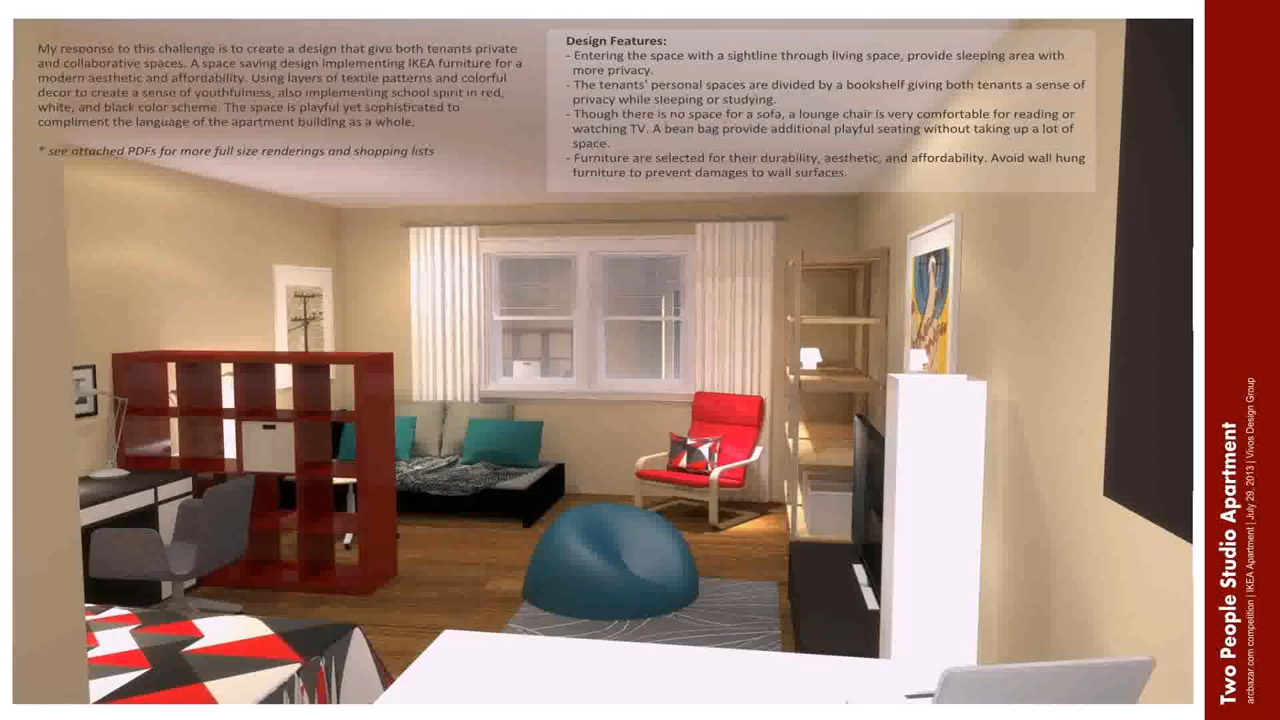 My response to this challenge is to create a design that give both tenants private
and collaborative spaces. A space saving design implementing IKEA furniture for a
modern aesthetic and affordability. Using layers of textile patterns and colorful
decor to create a sense of youthfulness, also implementing school spirit in red,
white, and black color scheme. The space is playful yet sophisticated to
compliment the language of the apartment building as a whole.
* see attached PDFs for more full size renderings and shopping lists
Design Features:
- Entering the space with a sightline through living space, provide sleeping area with
more privacy.
- The tenants' personal spaces are divided by a bookshelf giving both tenants a sense of
privacy while sleeping or studying.
- Though there is no space for a sofa, a lounge chair is very comfortable for reading or
watching TV. A bean bag provide additional playful seating without taking up a lot of
space.
- Furniture are selected for their durability, aesthetic, and affordability. Avoid wall hung
furniture to prevent damages to wall surfaces.
Two People Studio Apartment
arcbazar.com competition | IKEA Apartment | July 29, 2013 | Vivos Design Group